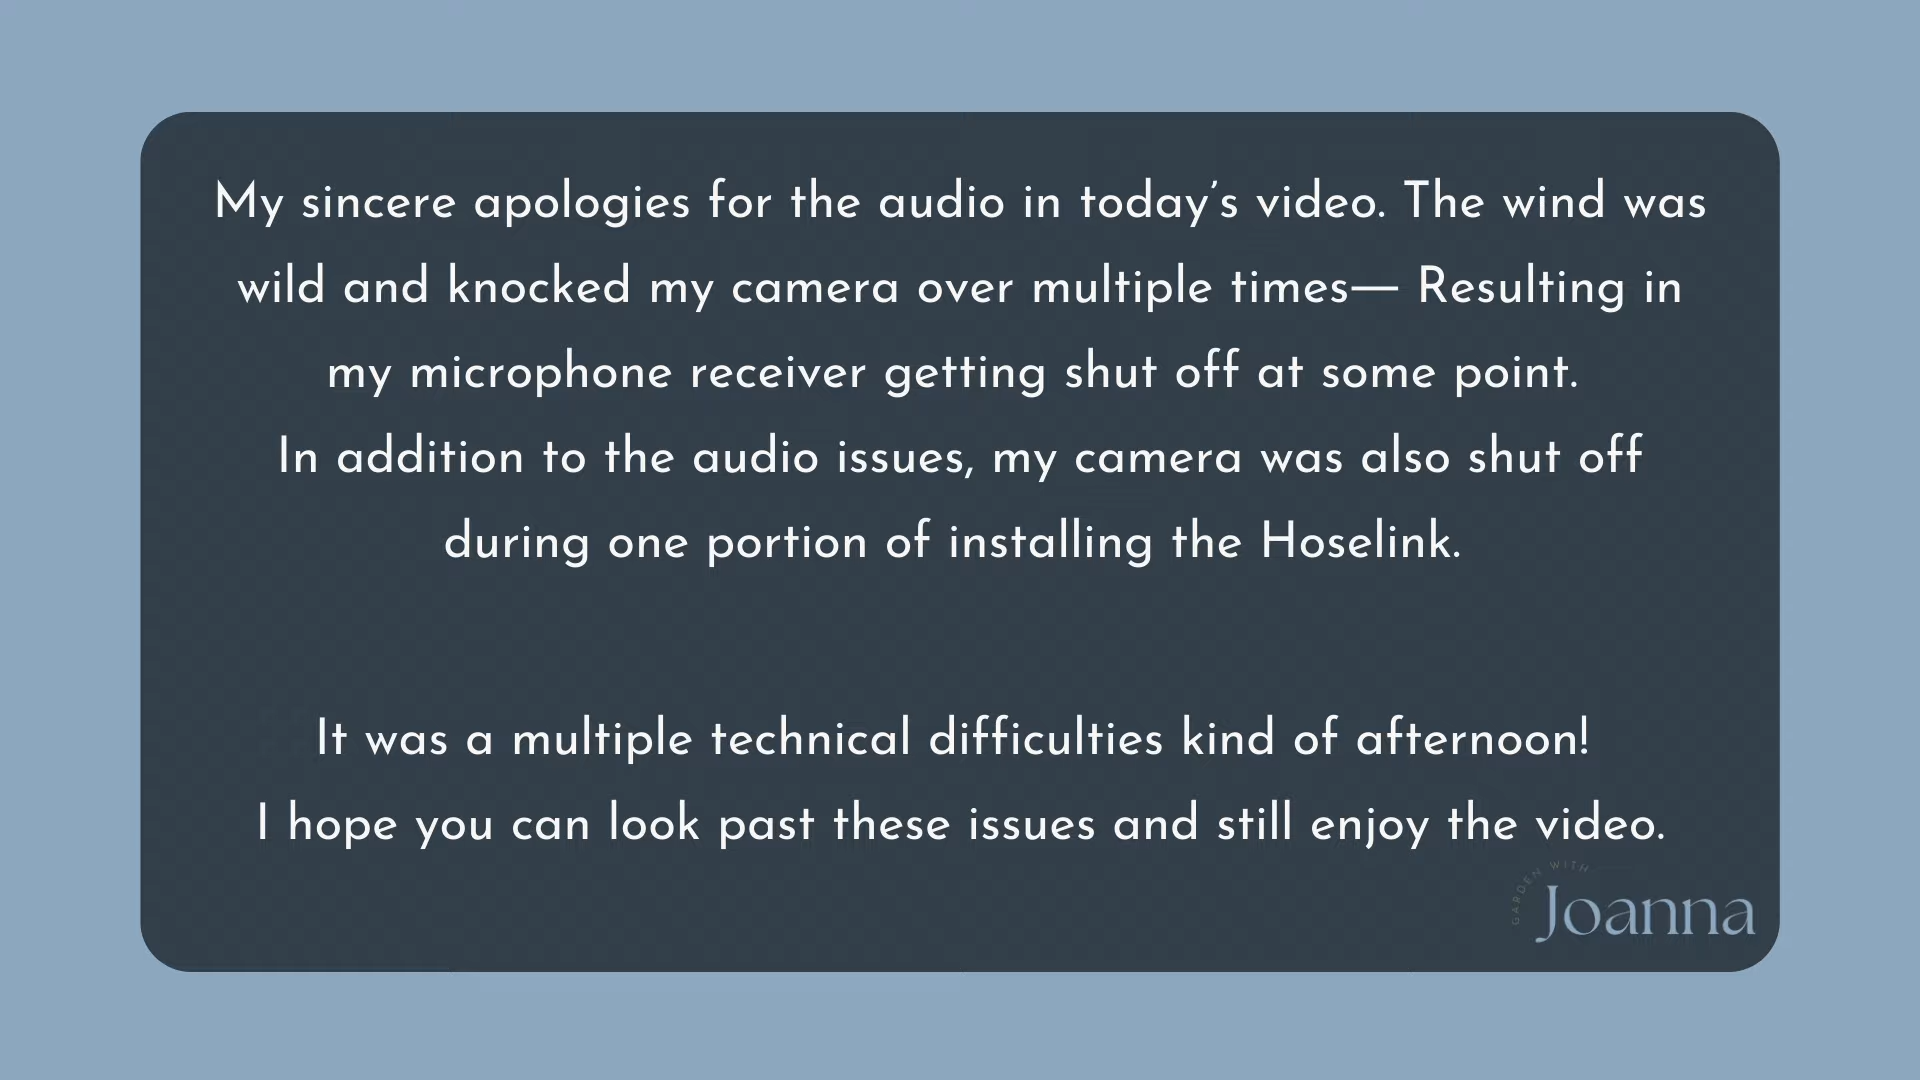 My sincere apologies for the audio in today’s video. The wind was
wild and knocked my camera over multiple times— Resulting in
my microphone receiver getting shut off at some point.
In addition to the audio issues, my camera was also shut off
during one portion of installing the Hoselink.
It was a multiple technical difficulties kind of afternoon!
I hope you can look past these issues and still enjoy the video.
GARDEN WITH
Joanna